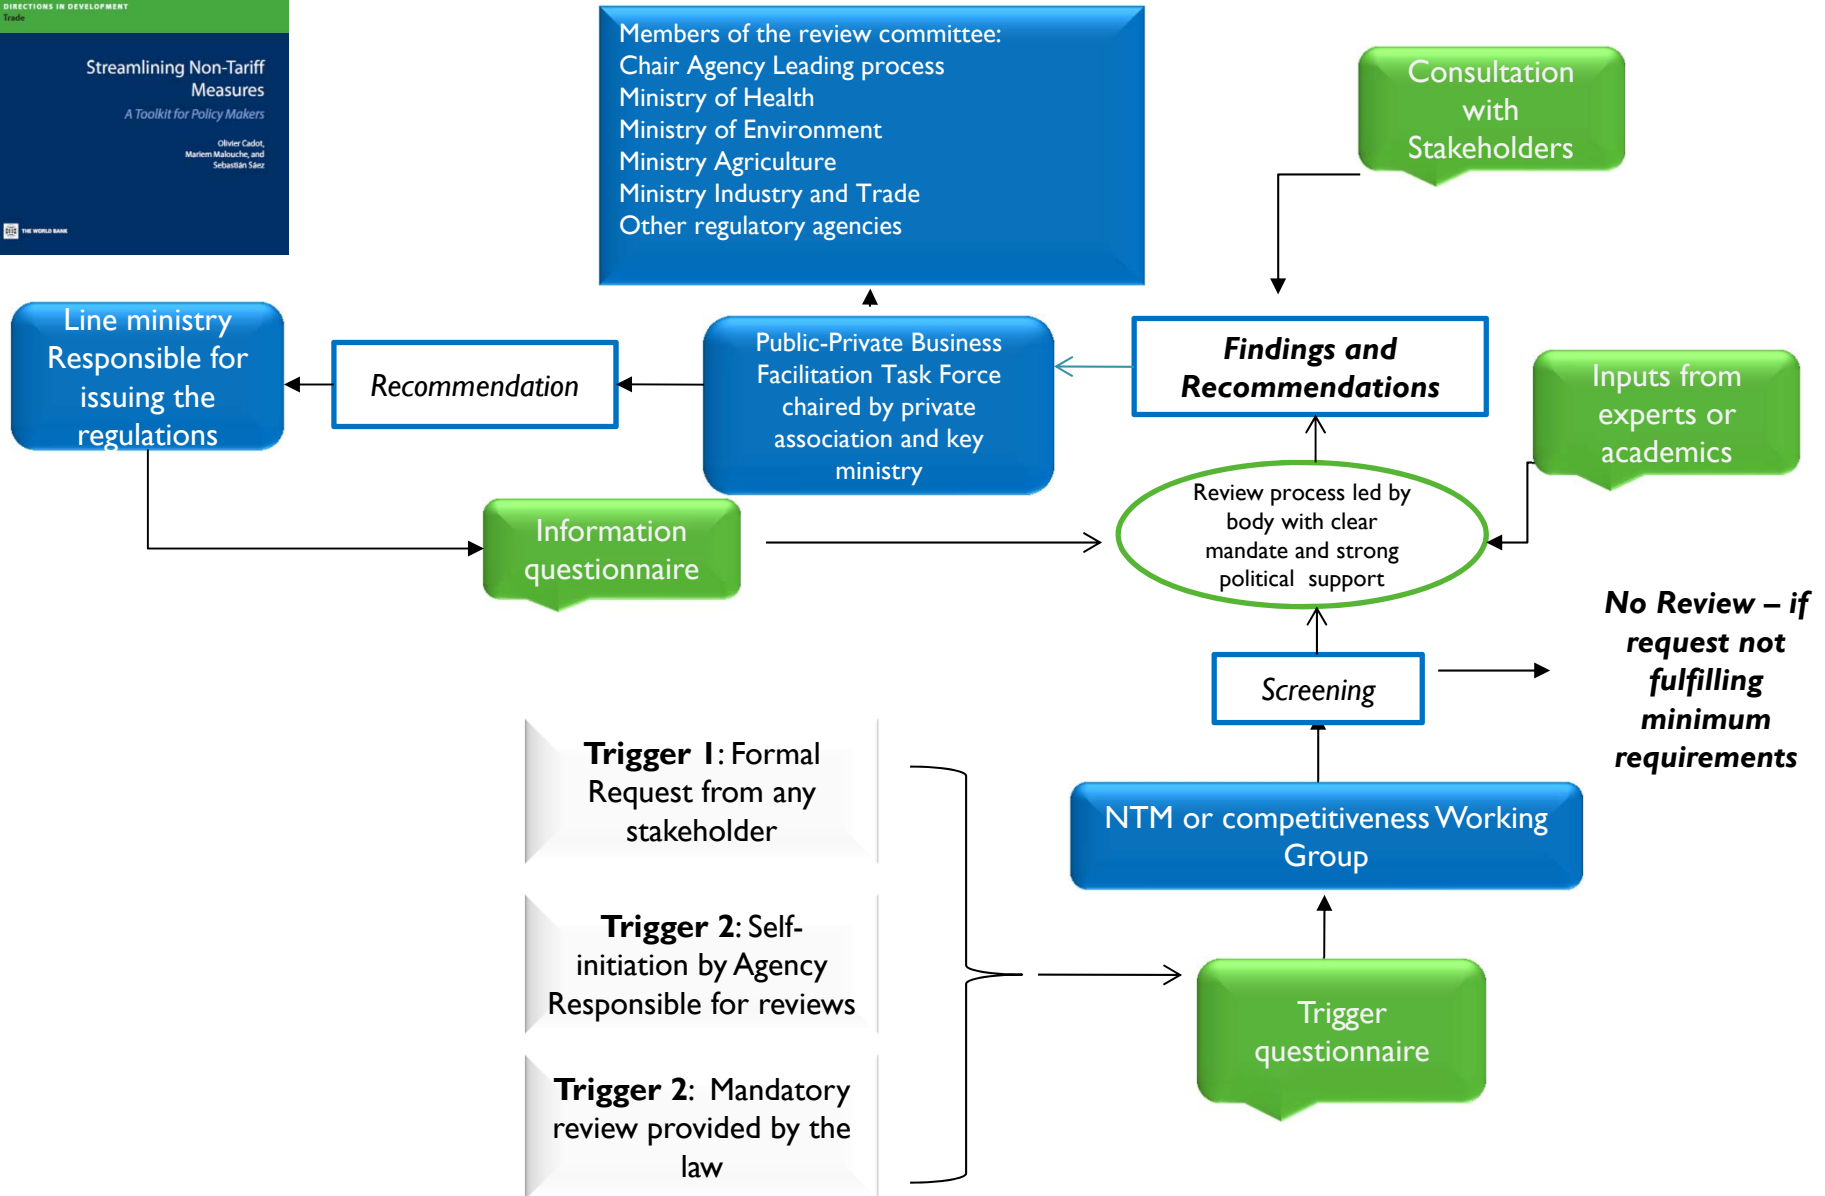 DIRECTIONS IN DEVELOPMENT
Trade
Streamlining Non-Tariff
Measures
A Toolkit for Policy Makers
Olivier Cadot,
Mariem Malouche, and
Sebastián Sáez
THE WORLD BANK
Members of the review committee:
Chair Agency Leading process
Ministry of Health
Ministry of Environment
Ministry Agriculture
Ministry Industry and Trade
Other regulatory agencies
Consultation
with
Stakeholders
Line ministry
Responsible for
issuing the
regulations
Recommendation
Public-Private Business
Facilitation Task Force
chaired by private
association and key
ministry
Findings and
Recommendations
Inputs from
experts or
academics
Information
questionnaire
Review process led by
body with clear
mandate and strong
political support
No Review – if
request not
fulfilling
minimum
requirements
Screening
Trigger 1: Formal
Request from any
stakeholder
NTM or competitiveness Working
Group
Trigger 2: Self-
initiation by Agency
Responsible for reviews
Trigger
questionnaire
Trigger 2: Mandatory
review provided by the
law